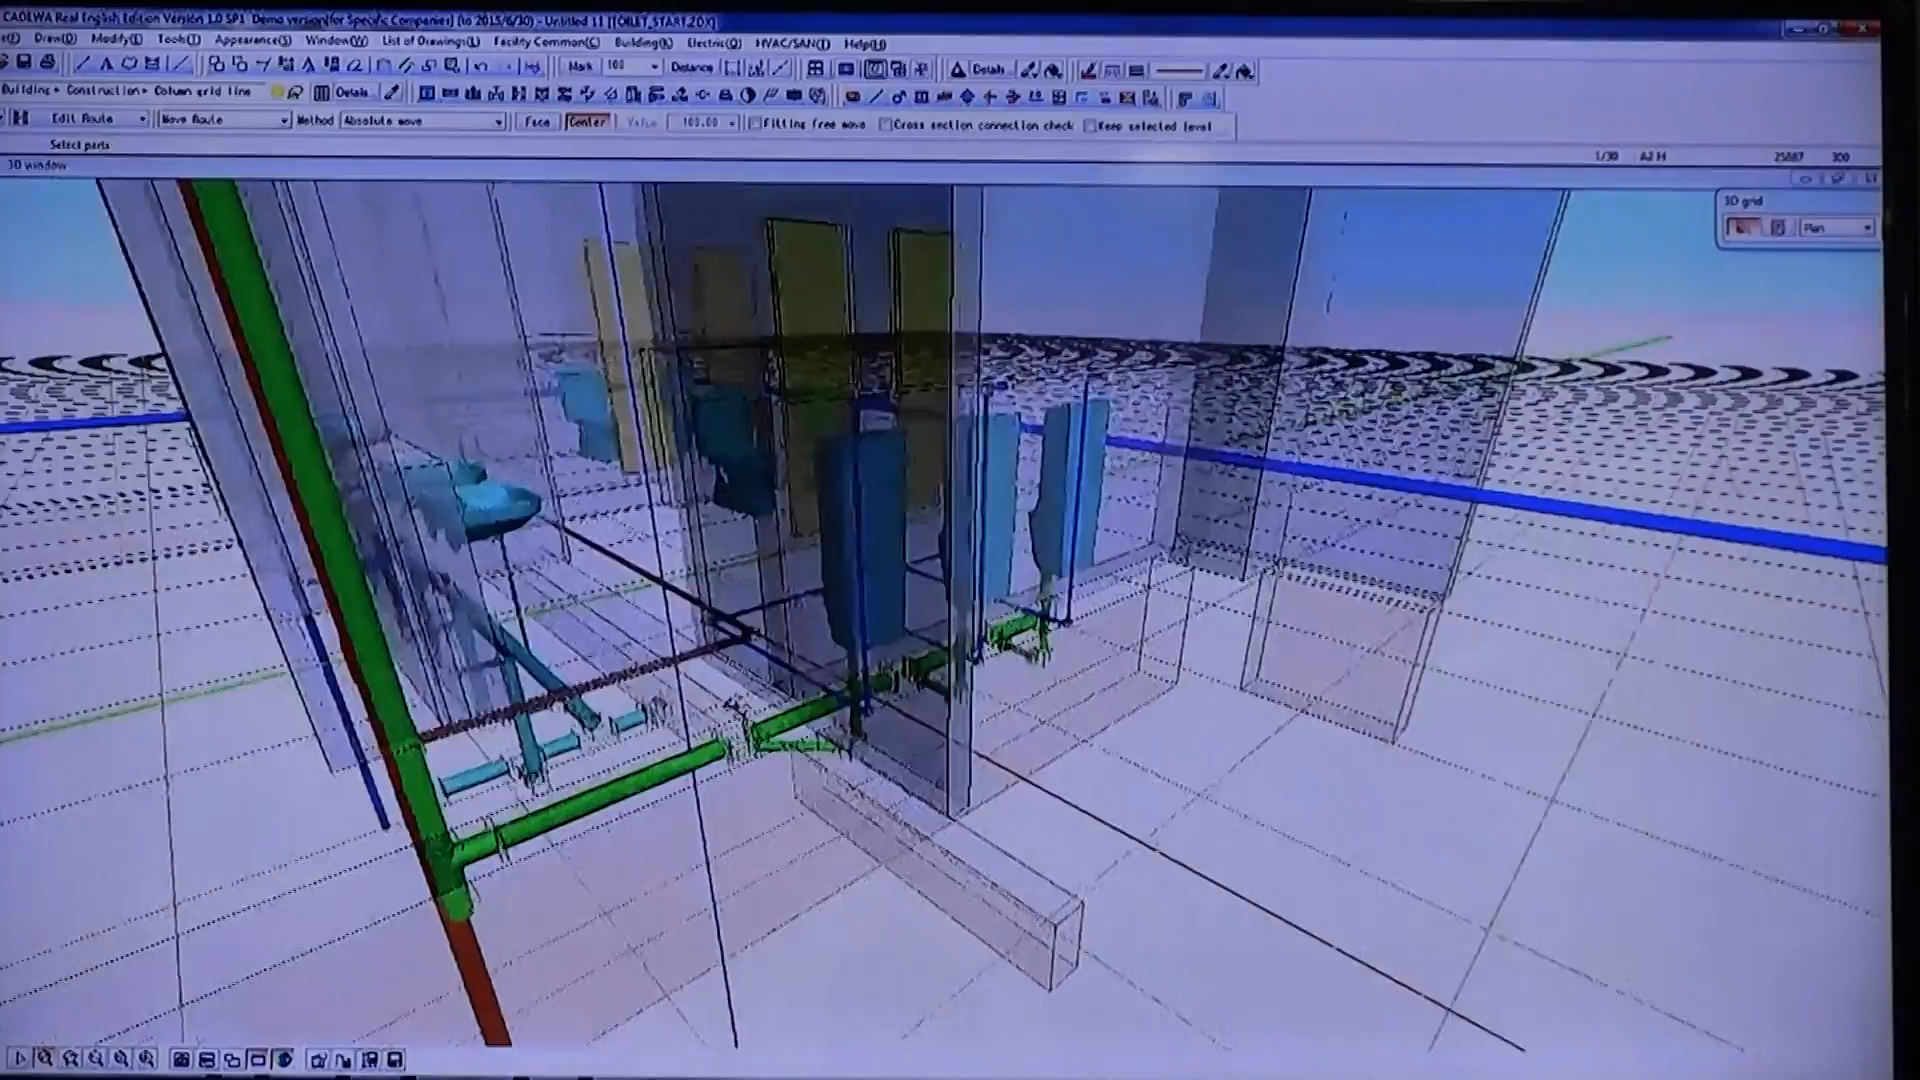 CADEWA Real English Edition Version 1.0 SP1 [Demo version(for Specific Companies) (to 2015/6/30) - Untitled 11 [TOILET_START.ZDX]
Draw(D) Modify(E) Tools(T) Appearance(S) Window(W) List of Drawings(L) Facility Common(C) Building(K) Electric(Q) HVAC/SAN(I) Help(H)
Mark 100 Distance Details
Building> Construction> Column grid line Details
Edit Route Move Route Method Absolute move Face Center Value 100.00 Fitting free move Cross section connection check Keep selected level
Select parts
1/30 A2 H 300
3D window
3D grid
Plan